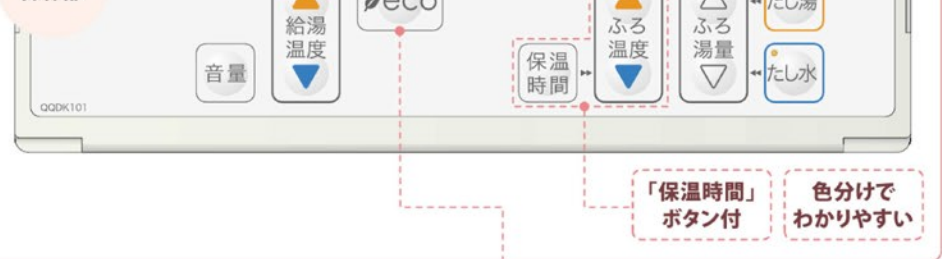 eco
たし湯
給湯
温度
ふろ
温度
ふろ
湯量
音量
保温
時間
たし水
QQDK101
「保温時間」
ボタン付
色分けで
わかりやすい